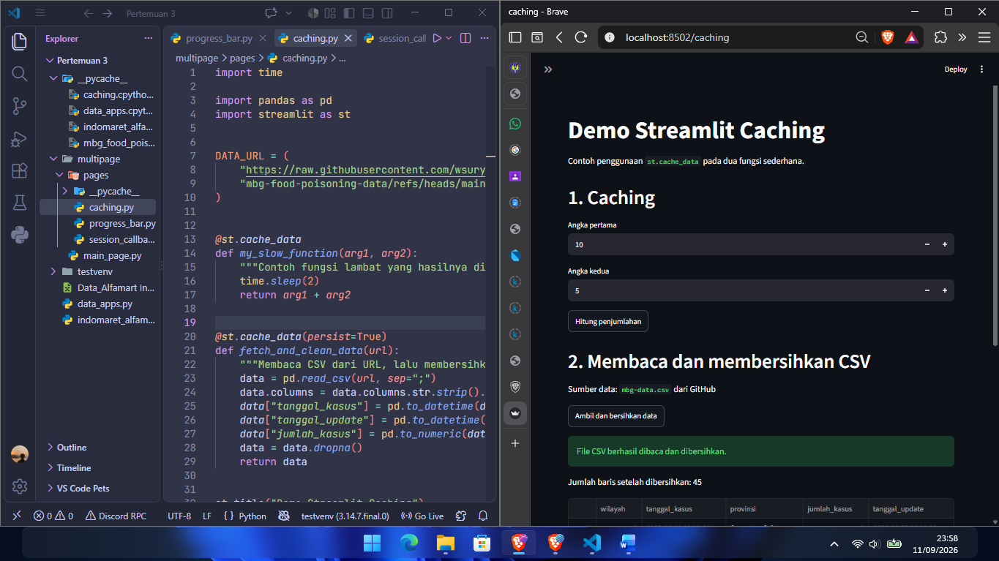 Pertemuan 3
Explorer
Pertemuan 3
__pycache__
caching.cpytho...
data_apps.cpyt...
indomaret_alfa...
mbg_food_pois...
multipage
pages
__pycache__
caching.py
progress_bar.py
session_callba...
main_page.py
testvenv
Data_Alfamart In...
data_apps.py
indomaret_alfam...
Outline
Timeline
VS Code Pets
progress_bar.py
caching.py
session_call
multipage > pages > caching.py > ...
1 import time
2
3 import pandas as pd
4 import streamlit as st
5
6
7 DATA_URL = (
8 "https://raw.githubusercontent.com/wsury
9 "mbg-food-poisoning-data/refs/heads/main
10 )
11
12
13 @st.cache_data
14 def my_slow_function(arg1, arg2):
15 """Contoh fungsi lambat yang hasilnya di
16 time.sleep(2)
17 return arg1 + arg2
18
19
20 @st.cache_data(persist=True)
21 def fetch_and_clean_data(url):
22 """Membaca CSV dari URL, lalu membersihk
23 data = pd.read_csv(url, sep=";")
24 data.columns = data.columns.str.strip().
25 data["tanggal_kasus"] = pd.to_datetime(d
26 data["tanggal_update"] = pd.to_datetime(
27 data["jumlah_kasus"] = pd.to_numeric(dat
28 data = data.dropna()
29 return data
30
31
32 st.title("Demo Streamlit Caching")
0 0 Discord RPC UTF-8 LF { } Python testvenv (3.14.7.final.0) Go Live
caching - Brave
localhost:8502/caching
Deploy
Demo Streamlit Caching
Contoh penggunaan st.cache_data pada dua fungsi sederhana.
1. Caching
Angka pertama
10
Angka kedua
5
Hitung penjumlahan
2. Membaca dan membersihkan CSV
Sumber data: mbg-data.csv dari GitHub
Ambil dan bersihkan data
File CSV berhasil dibaca dan dibersihkan.
Jumlah baris setelah dibersihkan: 45
wilayah tanggal_kasus provinsi jumlah_kasus tanggal_update
23:58
11/09/2026